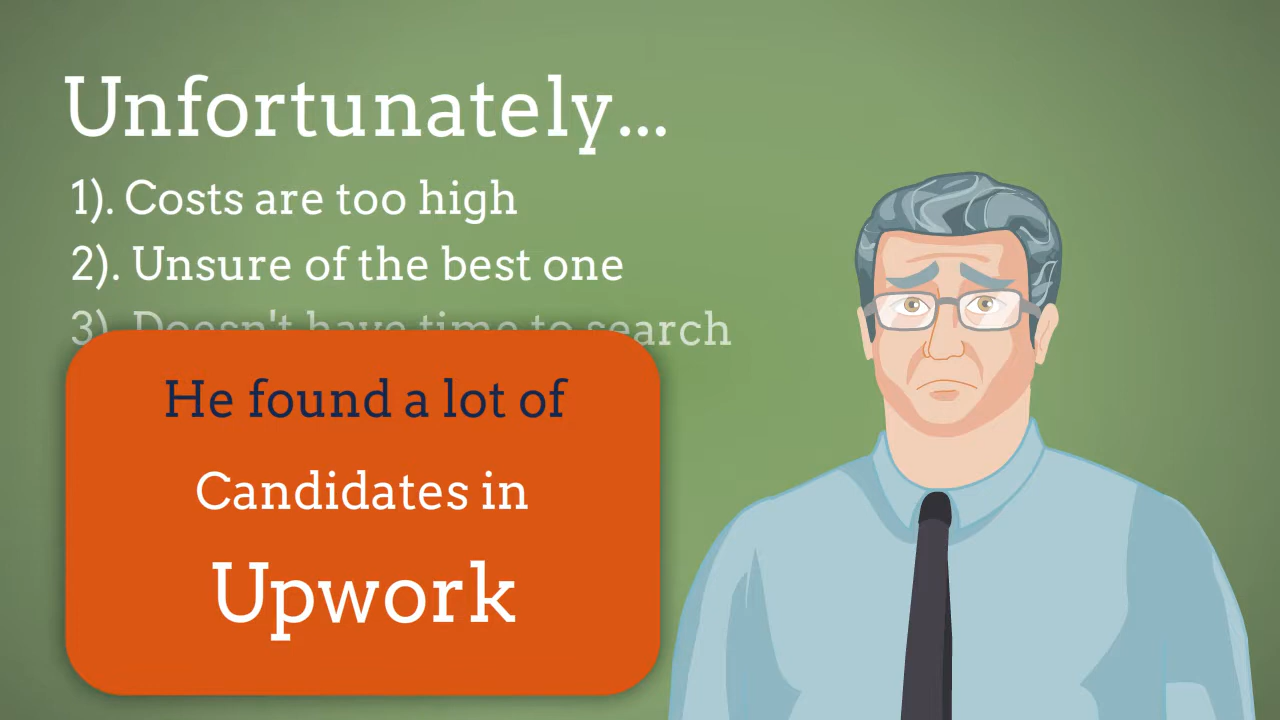 Unfortunately...
1). Costs are too high
2). Unsure of the best one
3). Doesn't have time to search
He found a lot of
Candidates in
Upwork